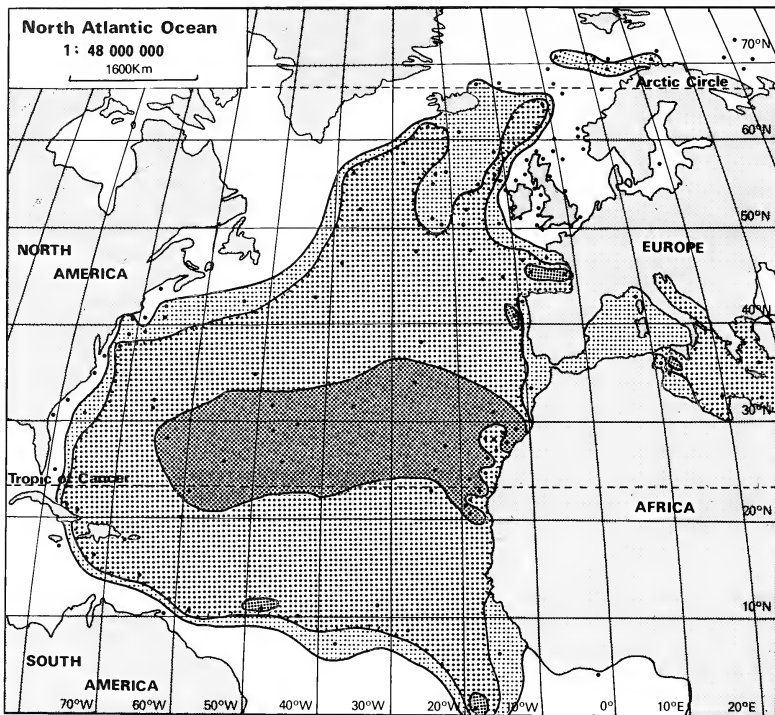 North Atlantic Ocean
1: 48 000 000
1600Km
70°N
Arctic Circle
60°N
50°N
NORTH
AMERICA
EUROPE
40°N
30°N
Tropic of Cancer
AFRICA
20°N
10°N
SOUTH
AMERICA
70°W
60°W
50°W
40°W
30°W
20°W
10°W
0°
10°E
20°E